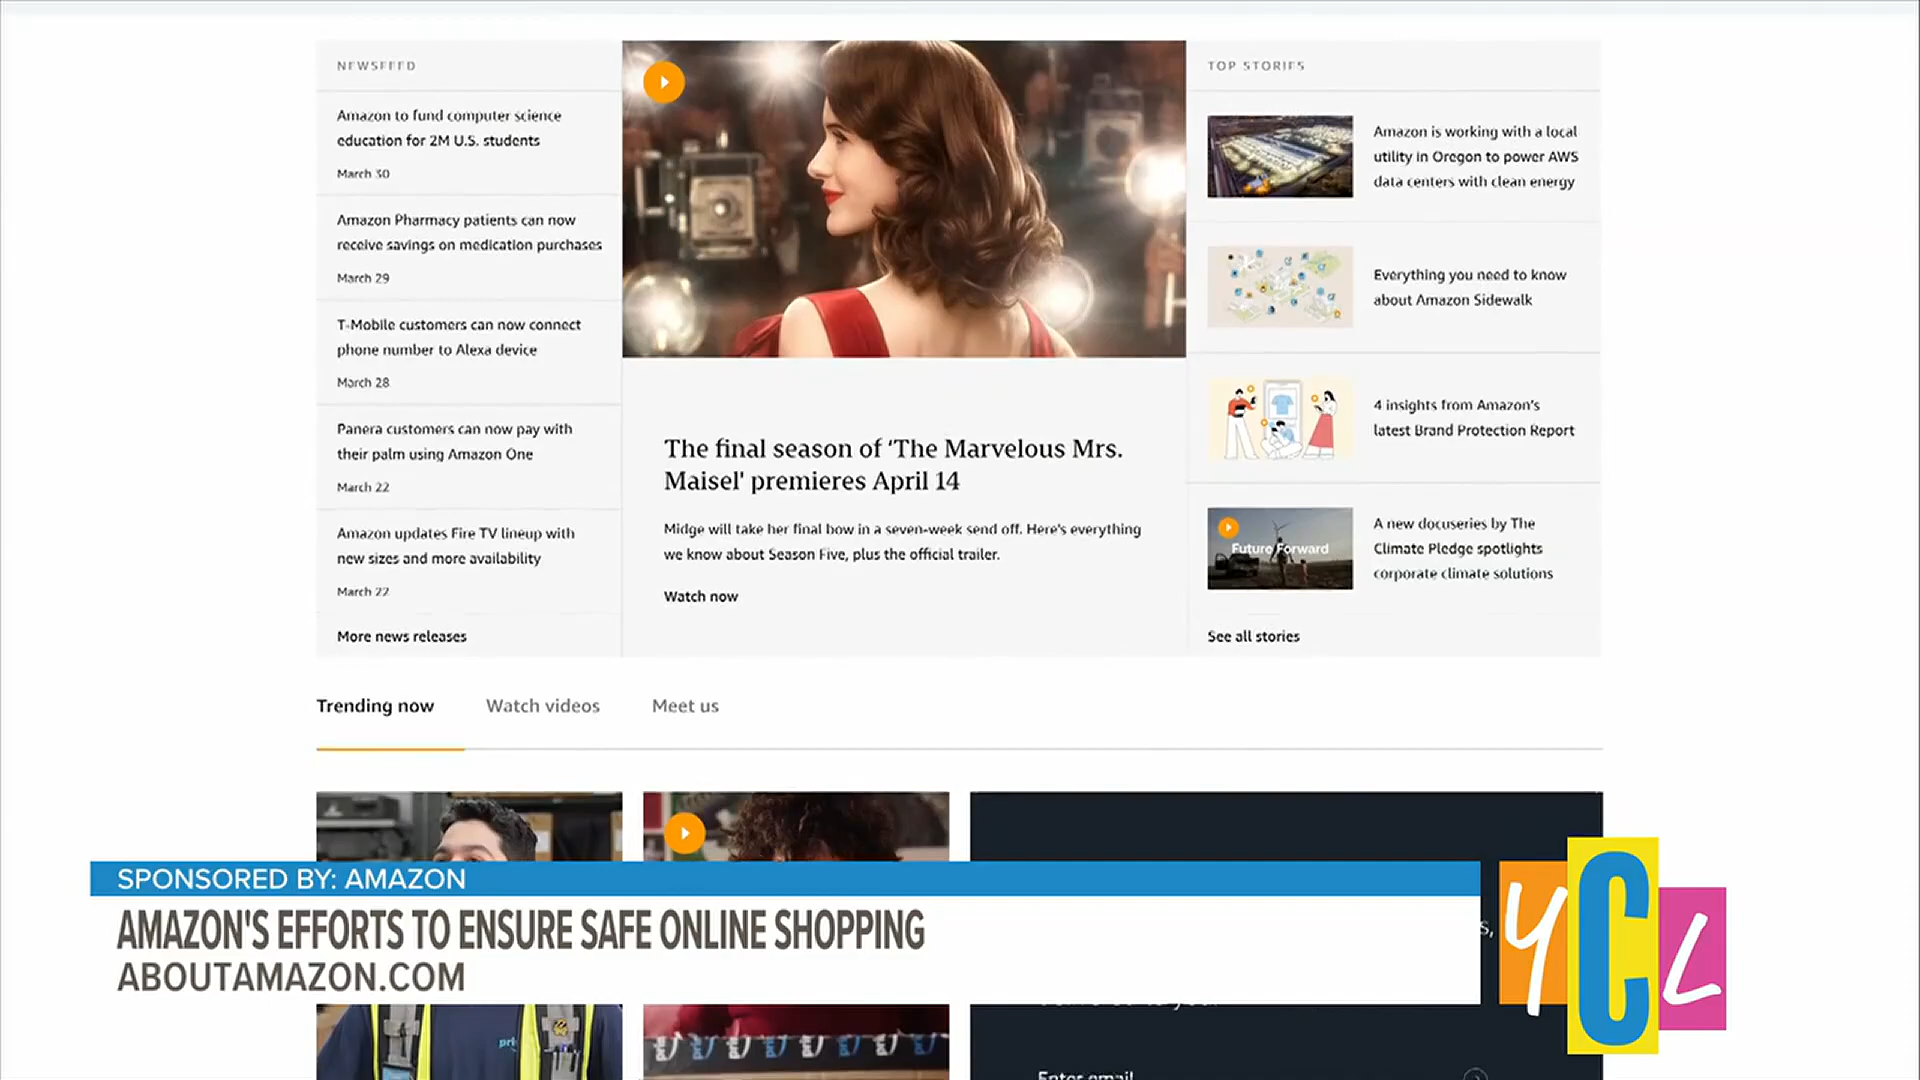 NEWSFEED
Amazon to fund computer science
education for 2M U.S. students
March 30
Amazon Pharmacy patients can now
receive savings on medication purchases
March 29
T-Mobile customers can now connect
phone number to Alexa device
March 28
Panera customers can now pay with
their palm using Amazon One
March 22
Amazon updates Fire TV lineup with
new sizes and more availability
March 22
More news releases
The final season of ‘The Marvelous Mrs.
Maisel' premieres April 14
Midge will take her final bow in a seven-week send off. Here's everything
we know about Season Five, plus the official trailer.
Watch now
TOP STORIES
Amazon is working with a local
utility in Oregon to power AWS
data centers with clean energy
Everything you need to know
about Amazon Sidewalk
4 insights from Amazon's
latest Brand Protection Report
Future Forward
A new docuseries by The
Climate Pledge spotlights
corporate climate solutions
See all stories
Trending now Watch videos Meet us
SPONSORED BY: AMAZON
AMAZON'S EFFORTS TO ENSURE SAFE ONLINE SHOPPING
ABOUTAMAZON.COM
YCL
Enter email